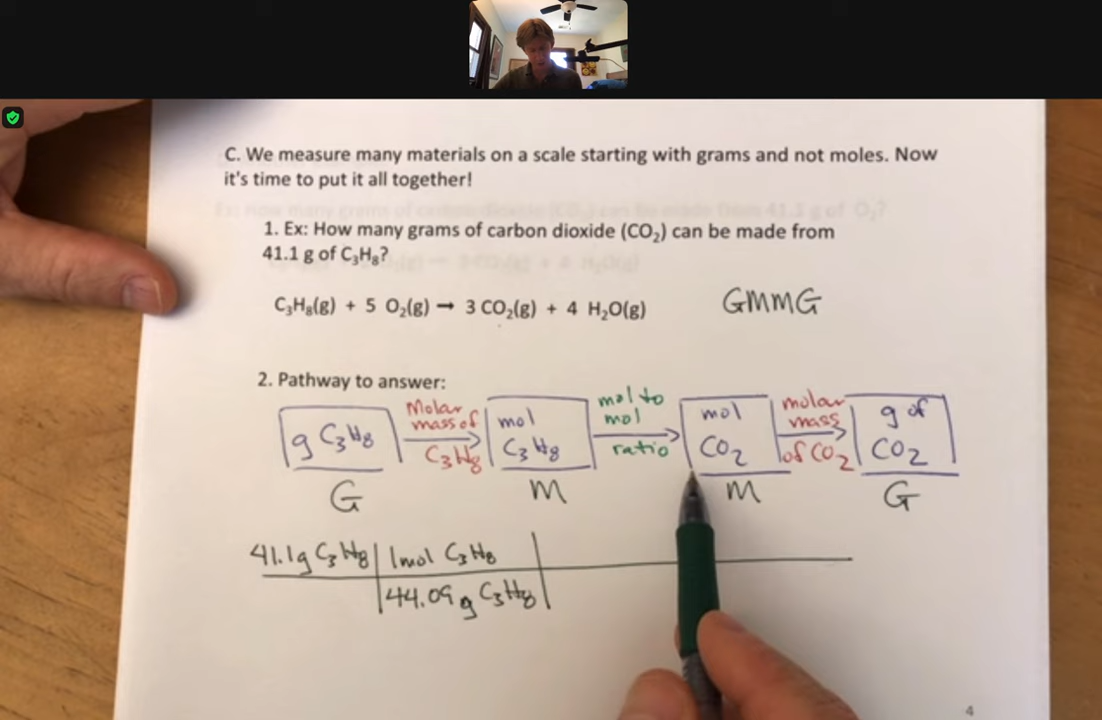 C. We measure many materials on a scale starting with grams and not moles. Now
it's time to put it all together!
1. Ex: How many grams of carbon dioxide (CO₂) can be made from
41.1 g of C₃H₈?
C₃H₈(g) + 5 O₂(g) → 3 CO₂(g) + 4 H₂O(g)
GMMG
2. Pathway to answer:
g C₃H₈
Molar
mass of
C₃H₈
mol
C₃H₈
mol to
mol
ratio
mol
CO₂
molar
mass
of CO₂
g of
CO₂
G
M
M
G
41.1g C₃H₈ 1mol C₃H₈
44.09 g C₃H₈
4